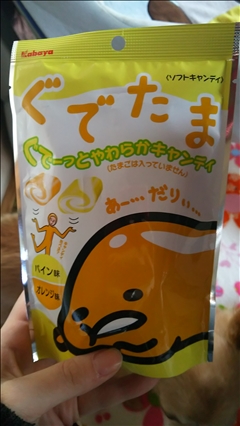 Kabaya
(ソフトキャンディ)
ぐでたま
ぐで〜っとやわらかキャンディ
(たまごは入っていません)
あ〜…だりぃ…
パイン味
オレンジ味